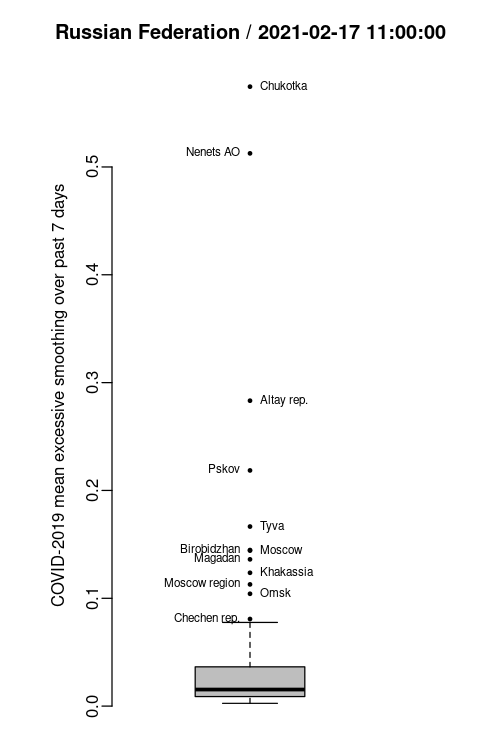 Russian Federation / 2021-02-17 11:00:00
COVID-2019 mean excessive smoothing over past 7 days
0.5
0.4
0.3
0.2
0.1
0.0
Chukotka
Nenets AO
Altay rep.
Pskov
Tyva
Birobidzhan
Moscow
Magadan
Khakassia
Moscow region
Omsk
Chechen rep.